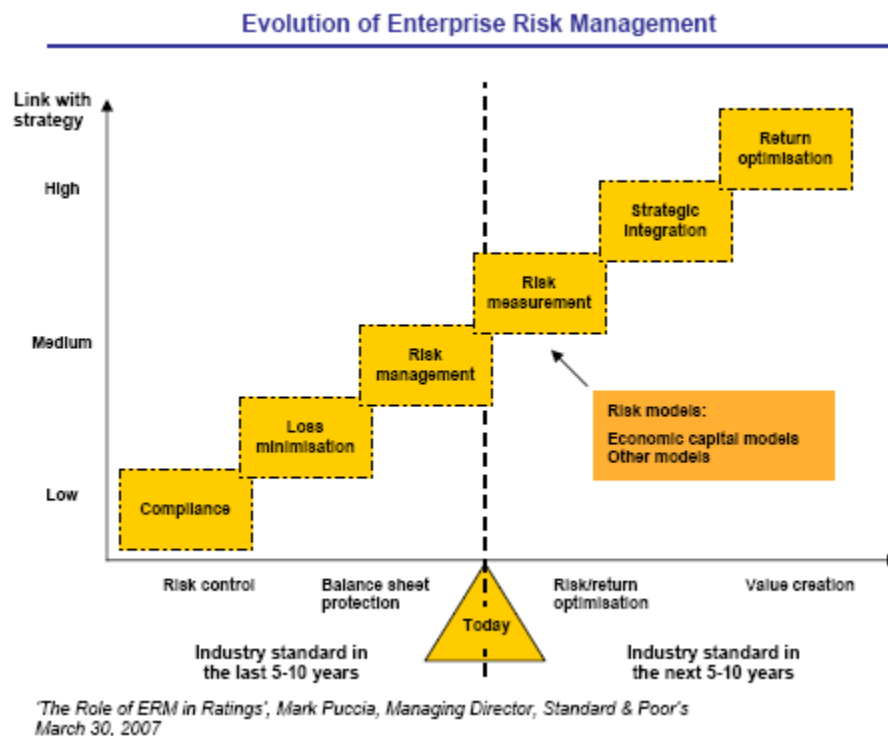 Evolution of Enterprise Risk Management
Link with
strategy
High
Medium
Low
Return
optimisation
Strategic
integration
Risk
measurement
Risk
management
Loss
minimisation
Compliance
Risk models:
Economic capital models
Other models
Risk control
Balance sheet
protection
Risk/return
optimisation
Value creation
Today
Industry standard in
the last 5-10 years
Industry standard in
the next 5-10 years
'The Role of ERM in Ratings', Mark Puccia, Managing Director, Standard & Poor's
March 30, 2007